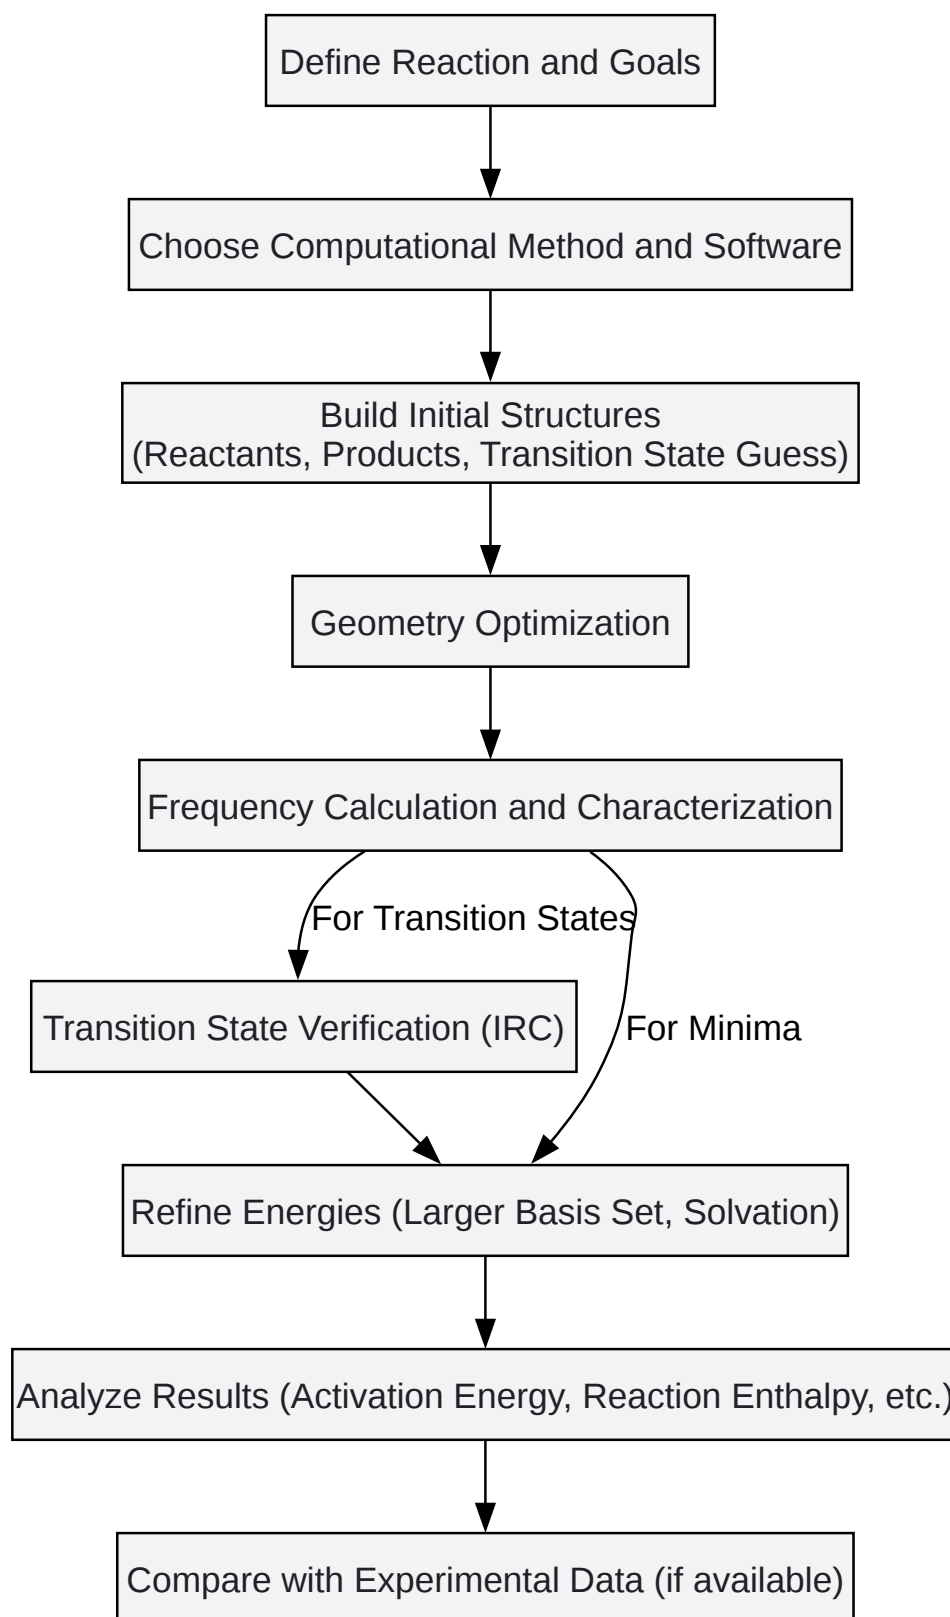 Define Reaction and Goals
Choose Computational Method and Software
Build Initial Structures
(Reactants, Products, Transition State Guess)
Geometry Optimization
Frequency Calculation and Characterization
For Transition States
Transition State Verification (IRC)
For Minima
Refine Energies (Larger Basis Set, Solvation)
Analyze Results (Activation Energy, Reaction Enthalpy, etc.)
Compare with Experimental Data (if available)